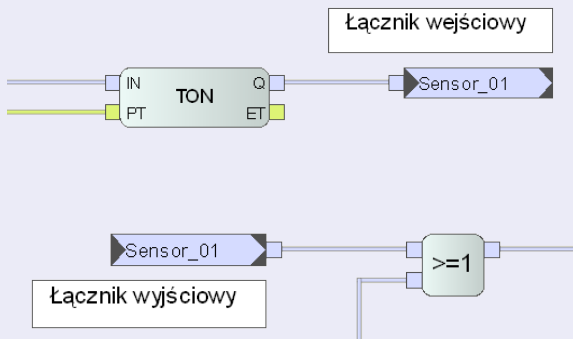 Łącznik wejściowy
IN
Q
Sensor_01
TON
PT
ET
Sensor_01
>=1
Łącznik wyjściowy